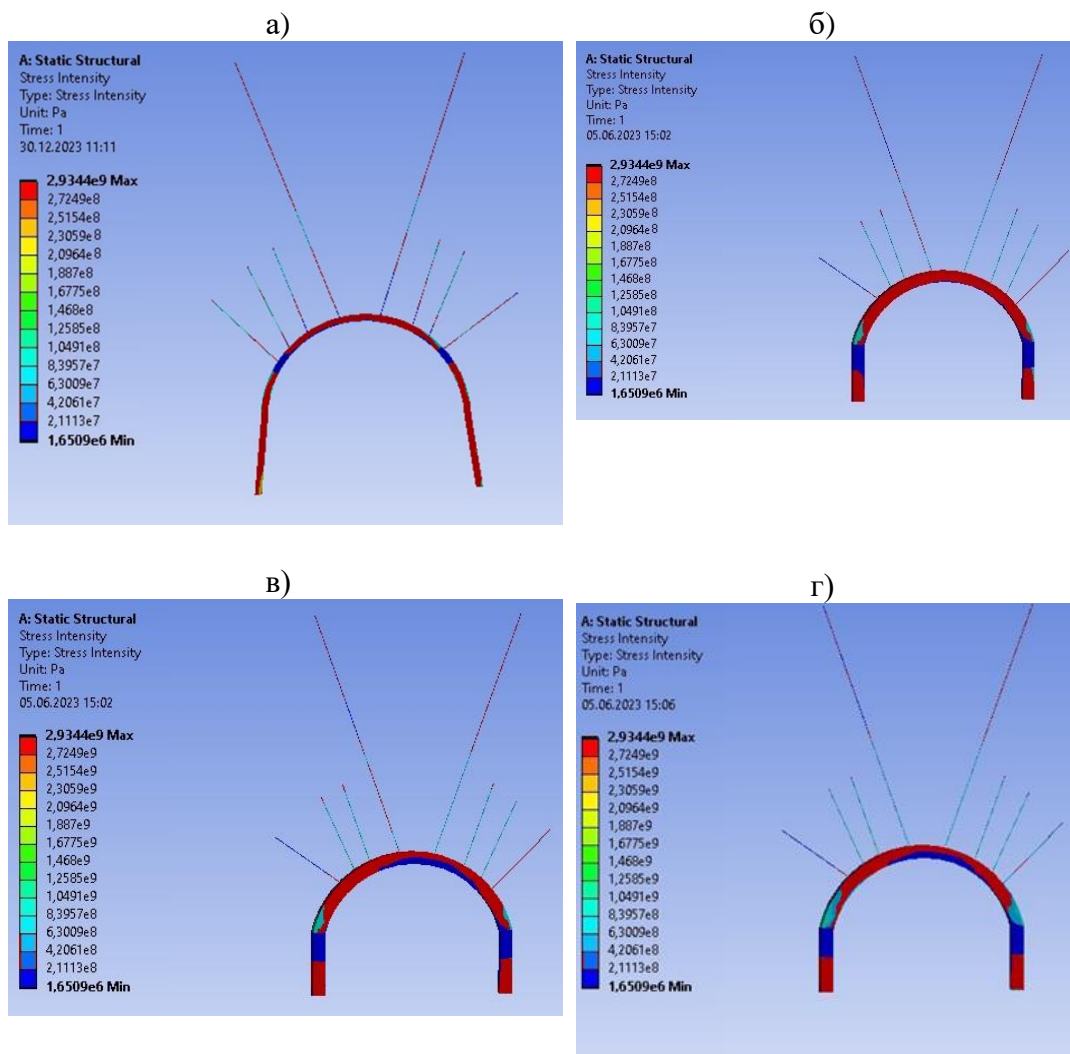 а)
A: Static Structural
Stress Intensity
Type: Stress Intensity
Unit: Pa
Time: 1
30.12.2023 11:11
2,9344e9 Max
2,7249e8
2,5154e8
2,3059e8
2,0964e8
1,887e8
1,6775e8
1,468e8
1,2585e8
1,0491e8
8,3957e7
6,3009e7
4,2061e7
2,1113e7
1,6509e6 Min
б)
A: Static Structural
Stress Intensity
Type: Stress Intensity
Unit: Pa
Time: 1
05.06.2023 15:02
2,9344e9 Max
2,7249e8
2,5154e8
2,3059e8
2,0964e8
1,887e8
1,6775e8
1,468e8
1,2585e8
1,0491e8
8,3957e7
6,3009e7
4,2061e7
2,1113e7
1,6509e6 Min
в)
A: Static Structural
Stress Intensity
Type: Stress Intensity
Unit: Pa
Time: 1
05.06.2023 15:02
2,9344e9 Max
2,7249e9
2,5154e9
2,3059e9
2,0964e9
1,887e9
1,6775e9
1,468e9
1,2585e9
1,0491e9
8,3957e8
6,3009e8
4,2061e8
2,1113e8
1,6509e6 Min
г)
A: Static Structural
Stress Intensity
Type: Stress Intensity
Unit: Pa
Time: 1
05.06.2023 15:06
2,9344e9 Max
2,7249e9
2,5154e9
2,3059e9
2,0964e9
1,887e9
1,6775e9
1,468e9
1,2585e9
1,0491e9
8,3957e8
6,3009e8
4,2061e8
2,1113e8
1,6509e6 Min